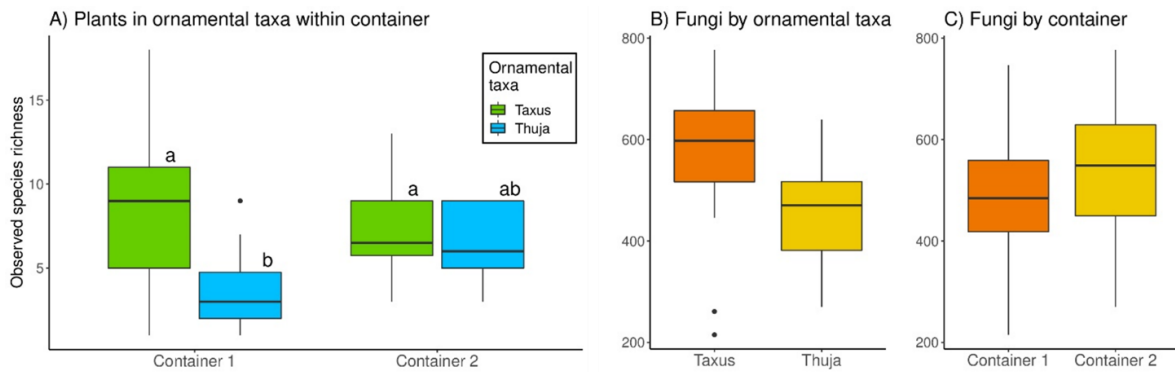 A) Plants in ornamental taxa within container
Observed species richness
15
10
5
Ornamental
taxa
Taxus
Thuja
a
b
a
ab
Container 1
Container 2
B) Fungi by ornamental taxa
800
600
400
200
Taxus
Thuja
C) Fungi by container
800
600
400
200
Container 1
Container 2